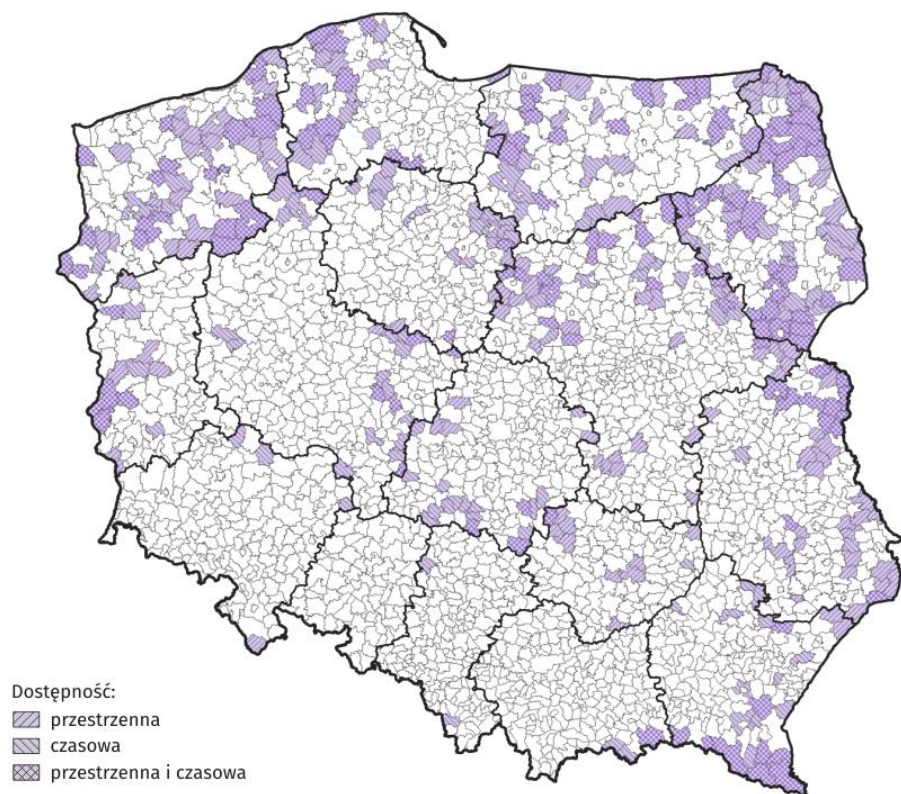 Dostępność:
przestrzenna
czasowa
przestrzenna i czasowa